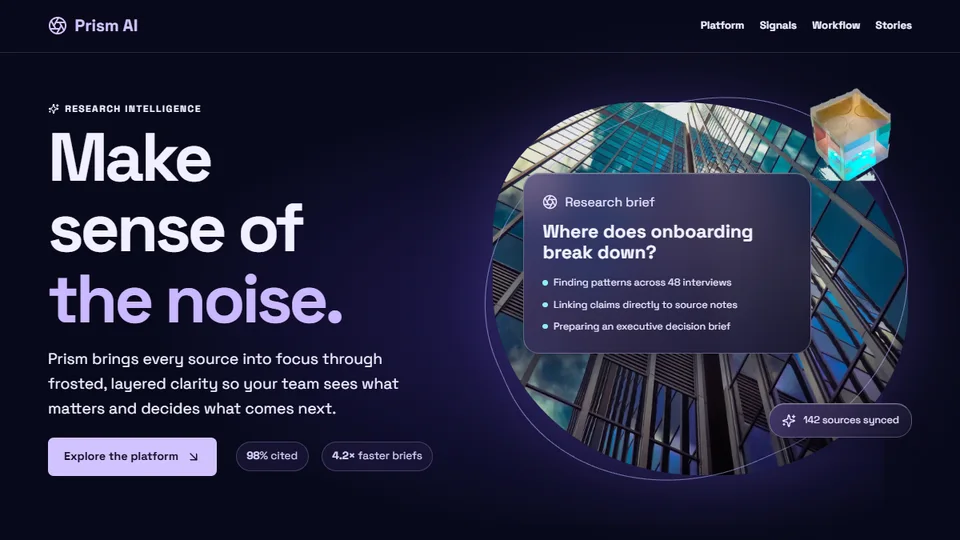 Prism AI
Platform Signals Workflow Stories
RESEARCH INTELLIGENCE
Make
sense of
the noise.
Prism brings every source into focus through
frosted, layered clarity so your team sees what
matters and decides what comes next.
Explore the platform
98% cited
4.2× faster briefs
Research brief
Where does onboarding
break down?
Finding patterns across 48 interviews
Linking claims directly to source notes
Preparing an executive decision brief
142 sources synced